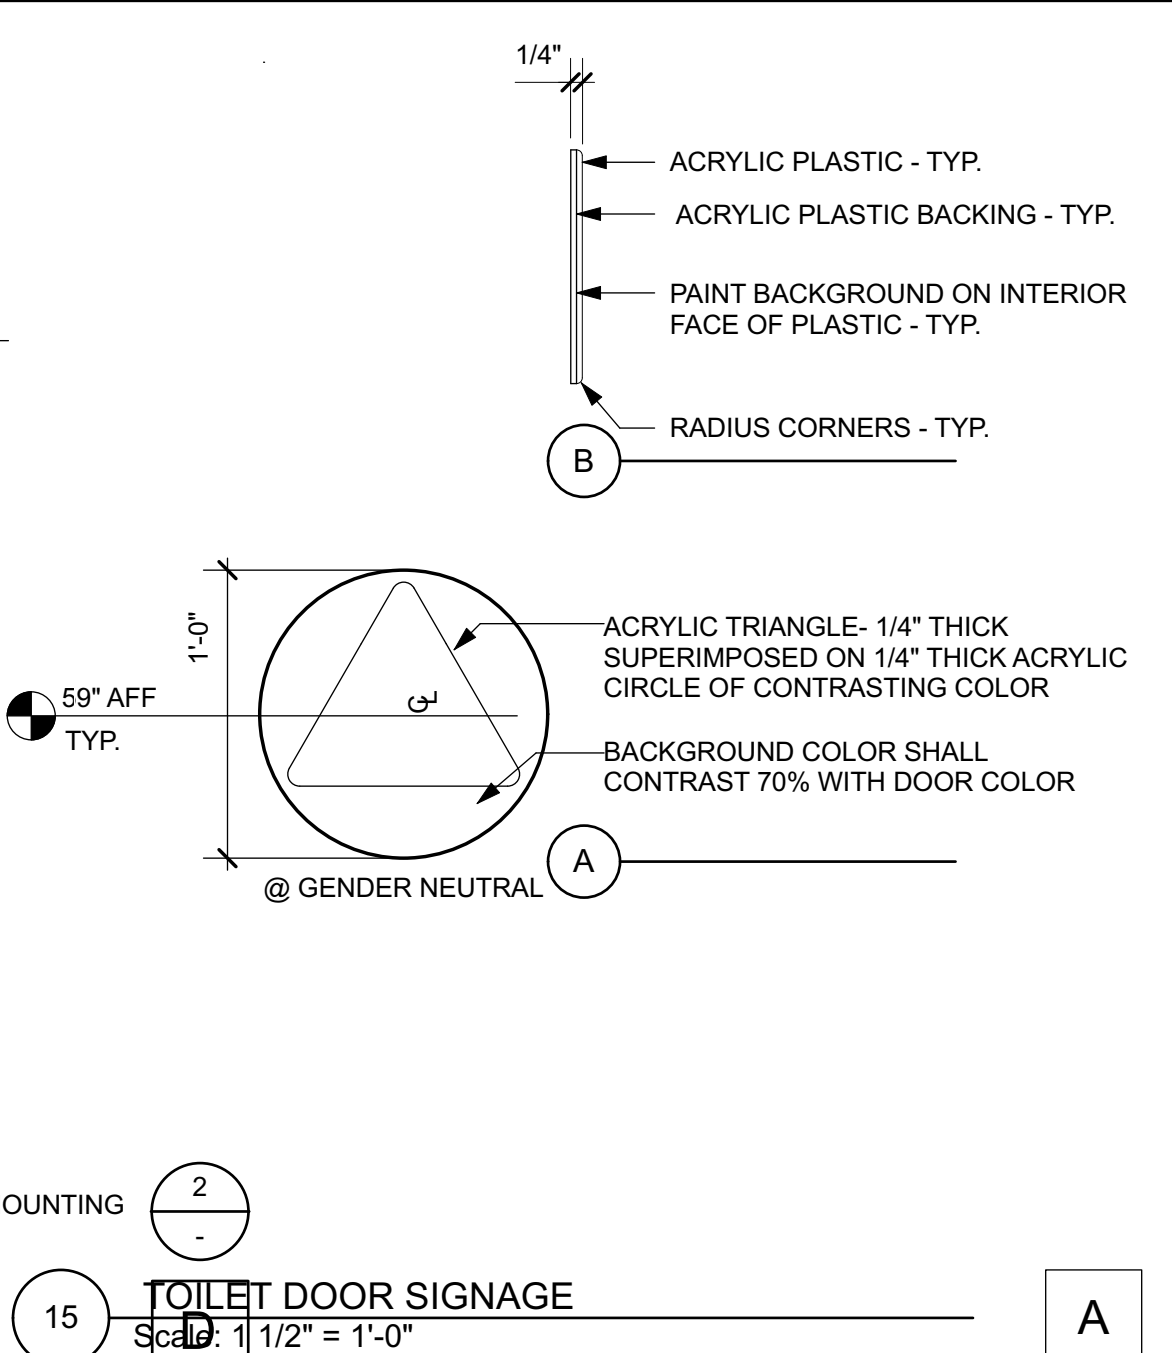 1/4"
ACRYLIC PLASTIC - TYP.
ACRYLIC PLASTIC BACKING - TYP.
PAINT BACKGROUND ON INTERIOR
FACE OF PLASTIC - TYP.
RADIUS CORNERS - TYP.
B
1'-0"
ACRYLIC TRIANGLE- 1/4" THICK
SUPERIMPOSED ON 1/4" THICK ACRYLIC
CIRCLE OF CONTRASTING COLOR
59" AFF
TYP.
CL
BACKGROUND COLOR SHALL
CONTRAST 70% WITH DOOR COLOR
A
@ GENDER NEUTRAL
OUNTING
2
-
15
TOILET DOOR SIGNAGE
D
Scale: 1 1/2" = 1'-0"
A